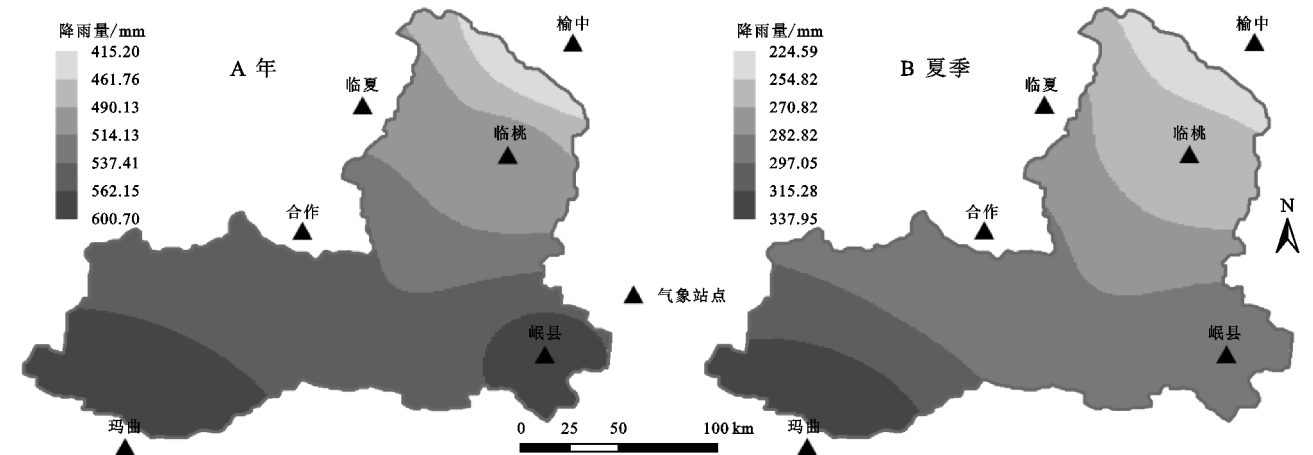 降雨量/mm
415.20
461.76
490.13
514.13
537.41
562.15
600.70
A 年
榆中
临夏
临桃
合作
岷县
玛曲
气象站点
0 25 50 100 km
降雨量/mm
224.59
254.82
270.82
282.82
297.05
315.28
337.95
B 夏季
榆中
临夏
临桃
合作
岷县
玛曲
N